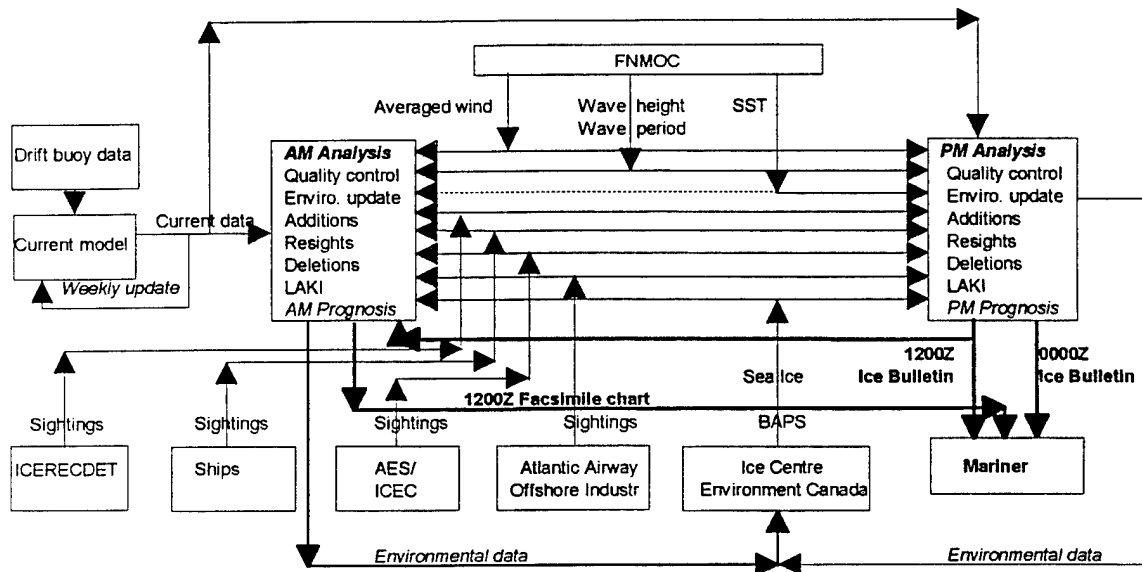 FNMOC
Averaged wind
Wave height
Wave period
SST
Drift buoy data
Current model
Current data
Weekly update
AM Analysis
Quality control
Enviro. update
Additions
Resights
Deletions
LAKI
AM Prognosis
PM Analysis
Quality control
Enviro. update
Additions
Resights
Deletions
LAKI
PM Prognosis
1200Z
Ice Bulletin
0000Z
Ice Bulletin
Sea Ice
1200Z Facsimile chart
Sightings
Sightings
Sightings
Sightings
BAPS
ICERECDET
Ships
AES/
ICEC
Atlantic Airway
Offshore Industr
Ice Centre
Environment Canada
Mariner
Environmental data
Environmental data